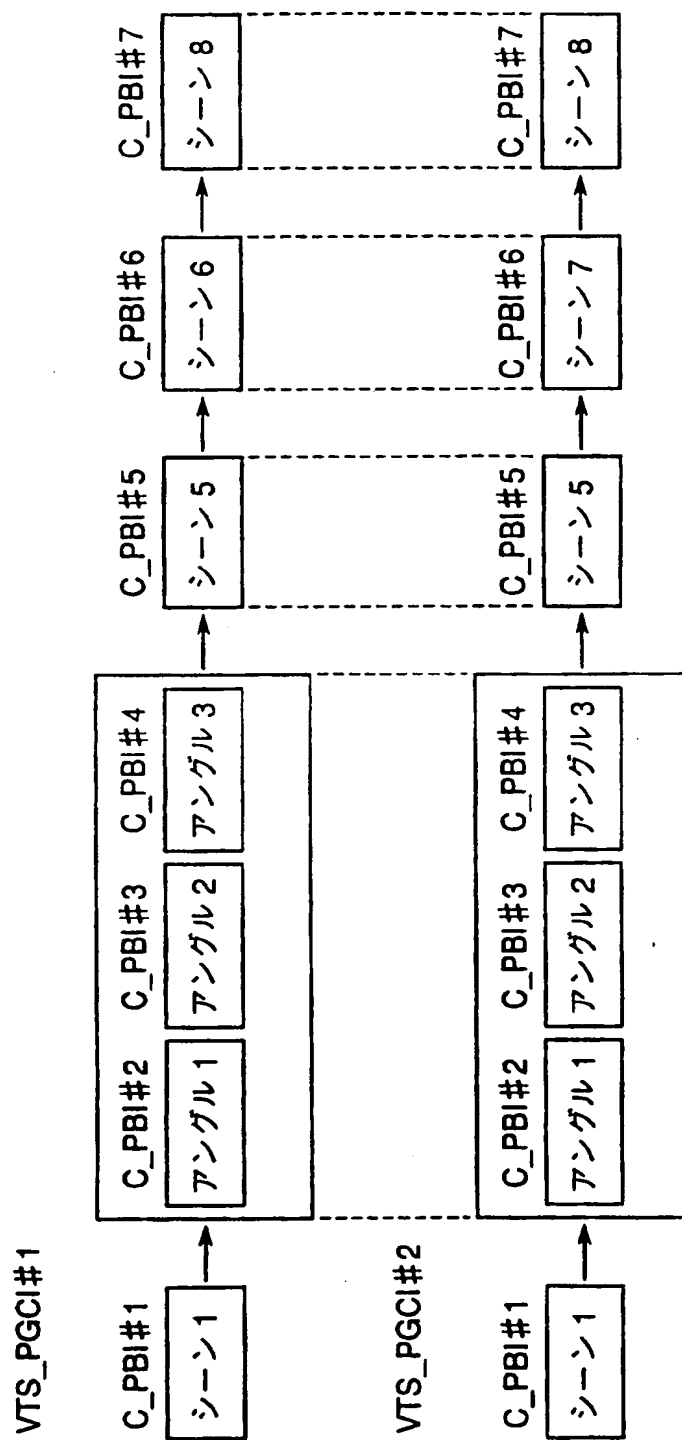 VTS_PGCI#1
C_PBI#1
シーン1
C_PBI#2
アングル1
C_PBI#3
アングル2
C_PBI#4
アングル3
C_PBI#5
シーン5
C_PBI#6
シーン6
C_PBI#7
シーン8
VTS_PGCI#2
C_PBI#1
シーン1
C_PBI#2
アングル1
C_PBI#3
アングル2
C_PBI#4
アングル3
C_PBI#5
シーン5
C_PBI#6
シーン7
C_PBI#7
シーン8